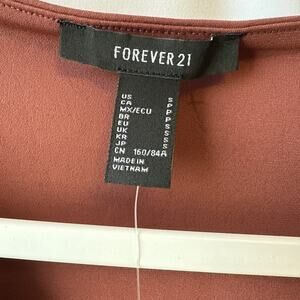 FOREVER 21
US S
CA P
MX/ECU P
BR P
EU S
UK S
KR S
JP S
CN 160/84A
MADE IN
VIETNAM